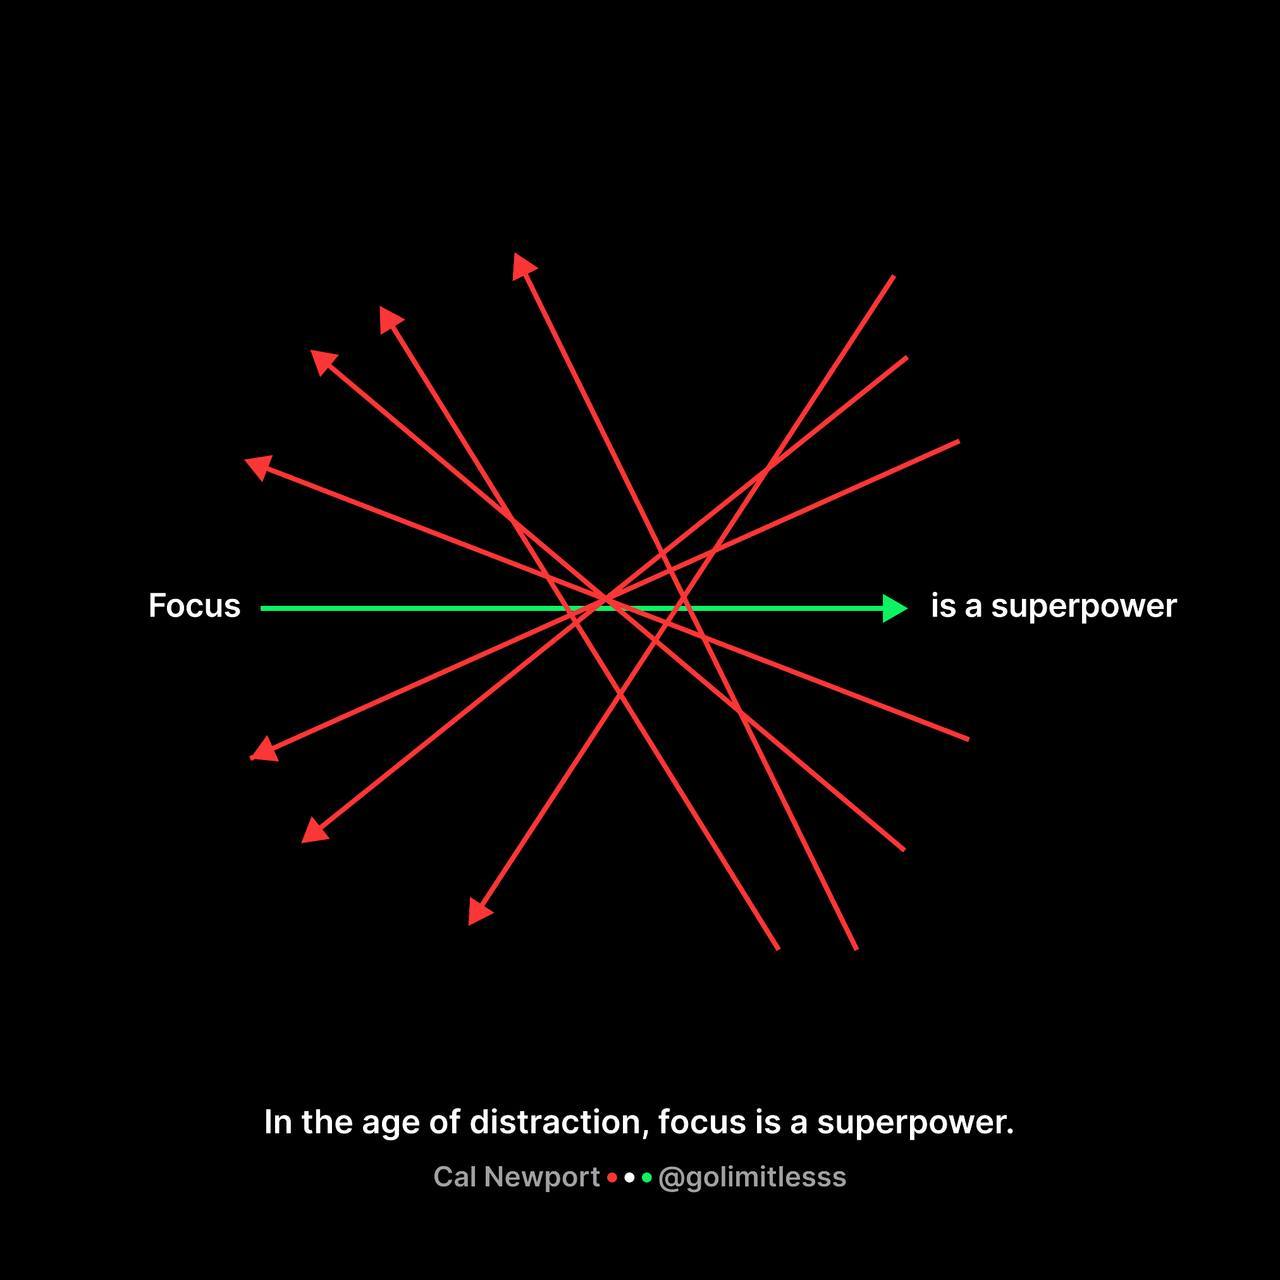 Focus is a superpower
In the age of distraction, focus is a superpower.
Cal Newport ••• @golimitlesss